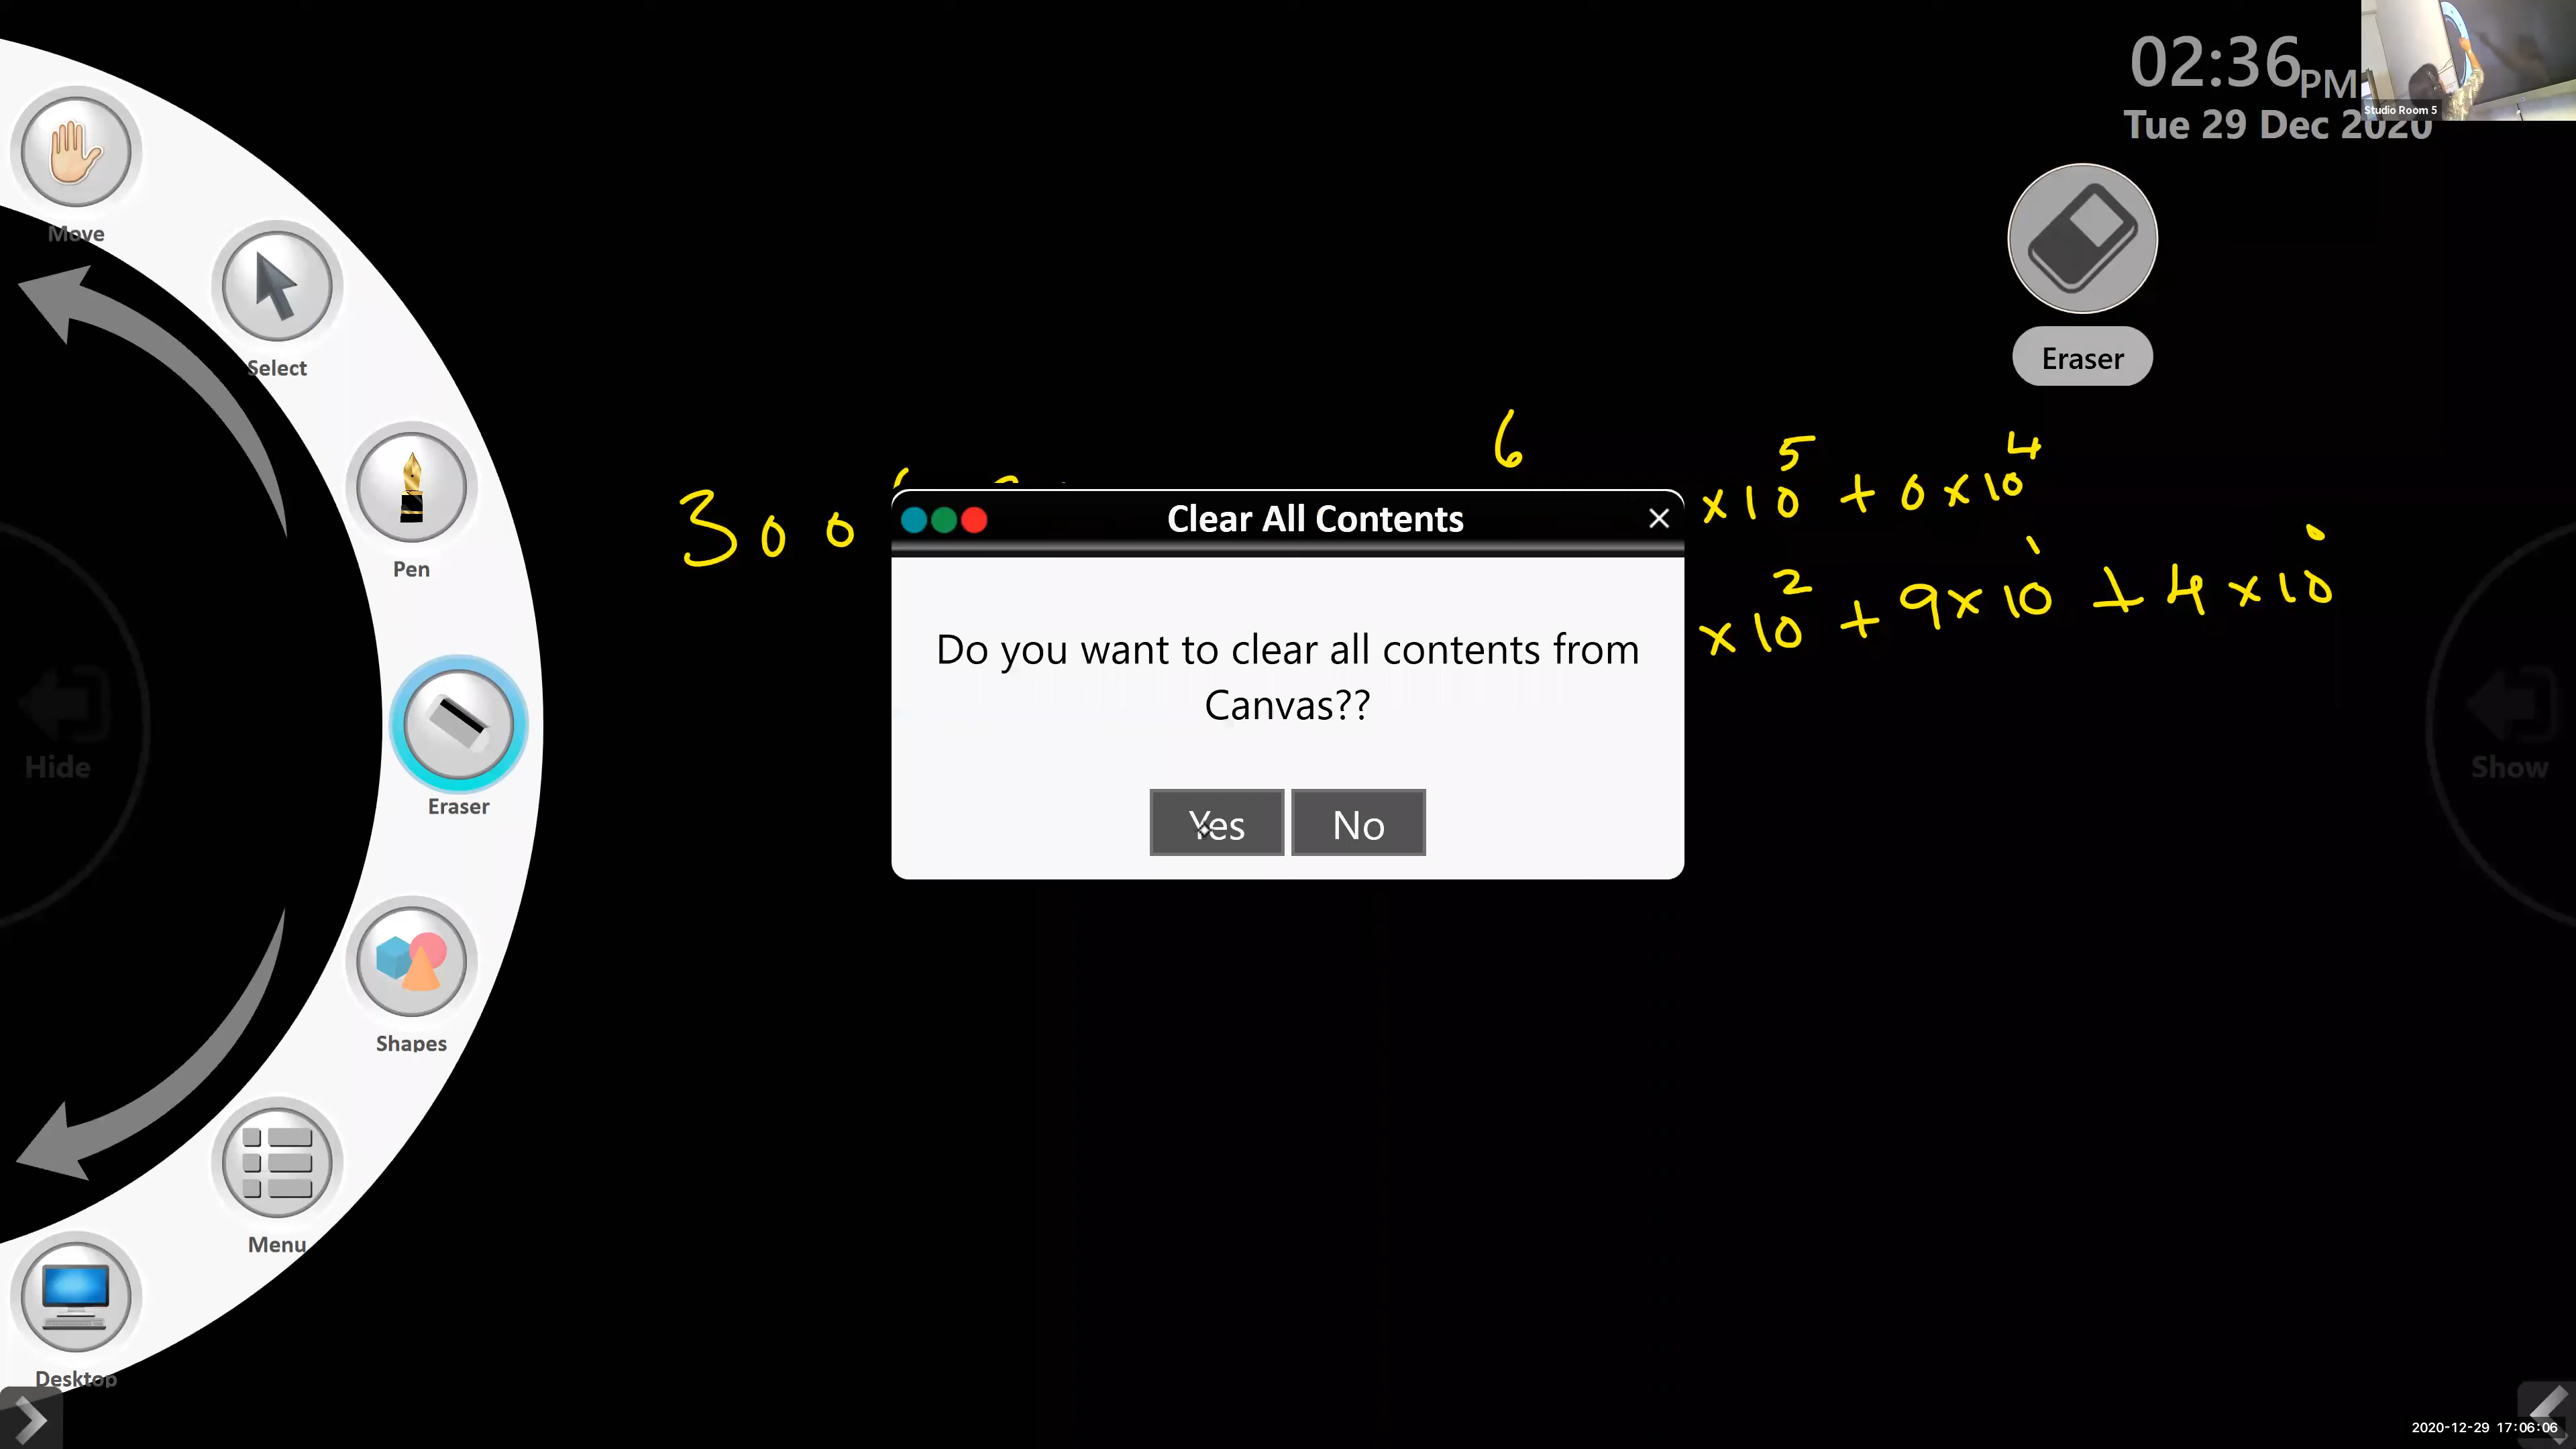 02:36 PM
Studio Room 5
Tue 29 Dec 2020
Move
Select
Eraser
6
5 4
3 0 0 ×10 + 0×10
Clear All Contents
Pen
2 1 0
×10 + 9×10 + 4×10
Do you want to clear all contents from
Canvas??
Hide
Show
Eraser
Yes No
Shapes
Menu
Desktop
2020-12-29 17:06:06